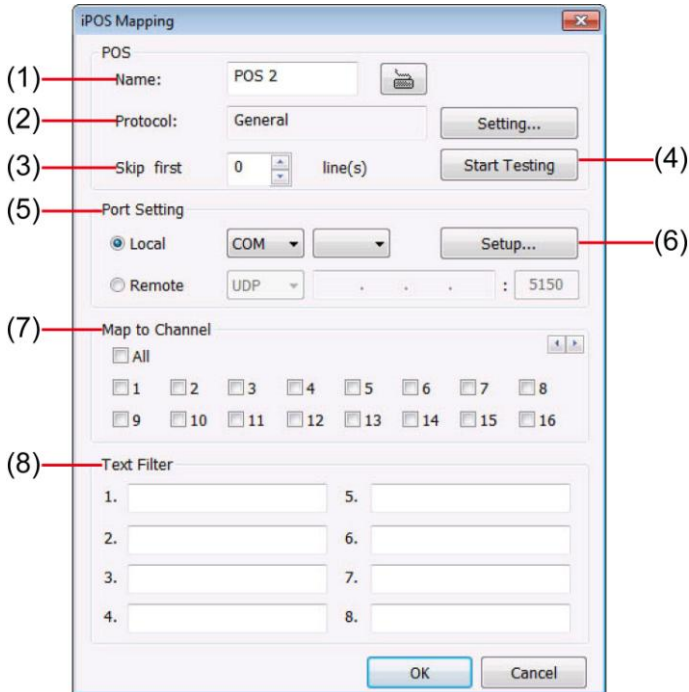 iPOS Mapping
POS
(1) Name: POS 2
(2) Protocol: General Setting...
(3) Skip first 0 line(s) Start Testing (4)
(5) Port Setting
Local COM Setup... (6)
Remote UDP . . . : 5150
(7) Map to Channel
All
1 2 3 4 5 6 7 8
9 10 11 12 13 14 15 16
(8) Text Filter
1. 5.
2. 6.
3. 7.
4. 8.
OK Cancel